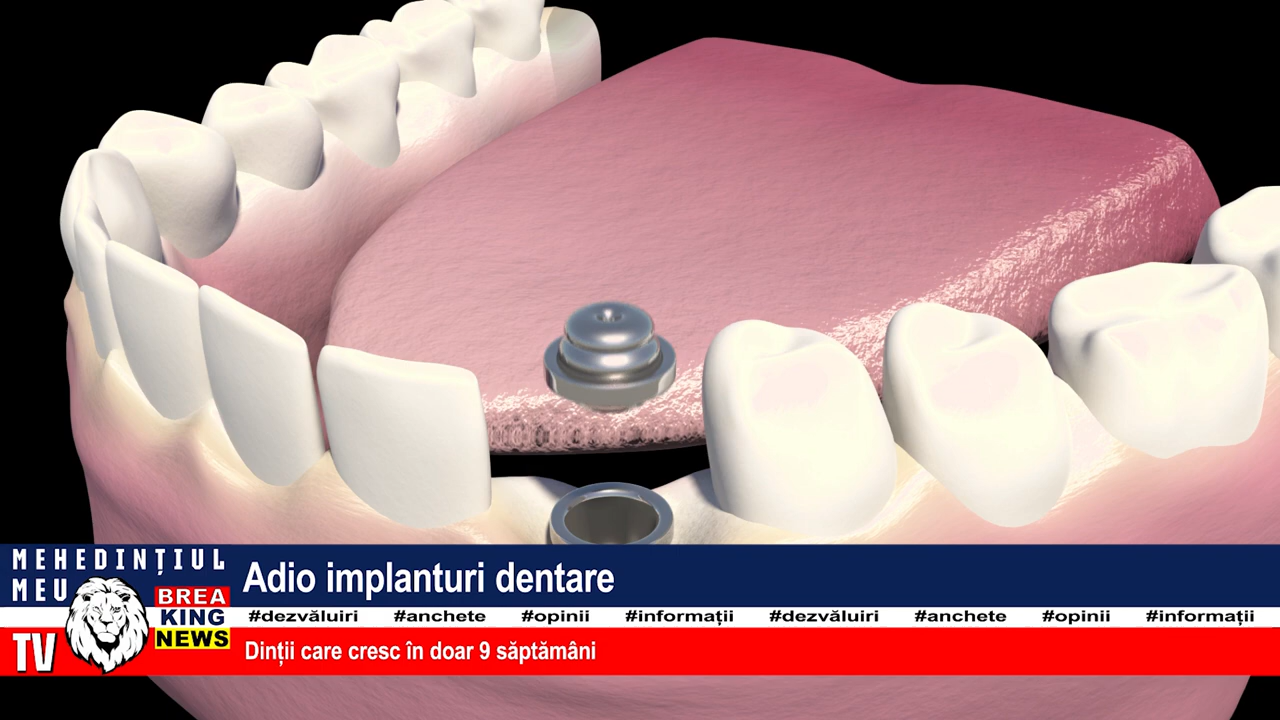 MEHEDINȚIUL
MEU
TV
BREA
KING
NEWS
Adio implanturi dentare
#dezvăluiri #anchete #opinii #informații #dezvăluiri #anchete #opinii #informații
Dinții care cresc în doar 9 săptămâni